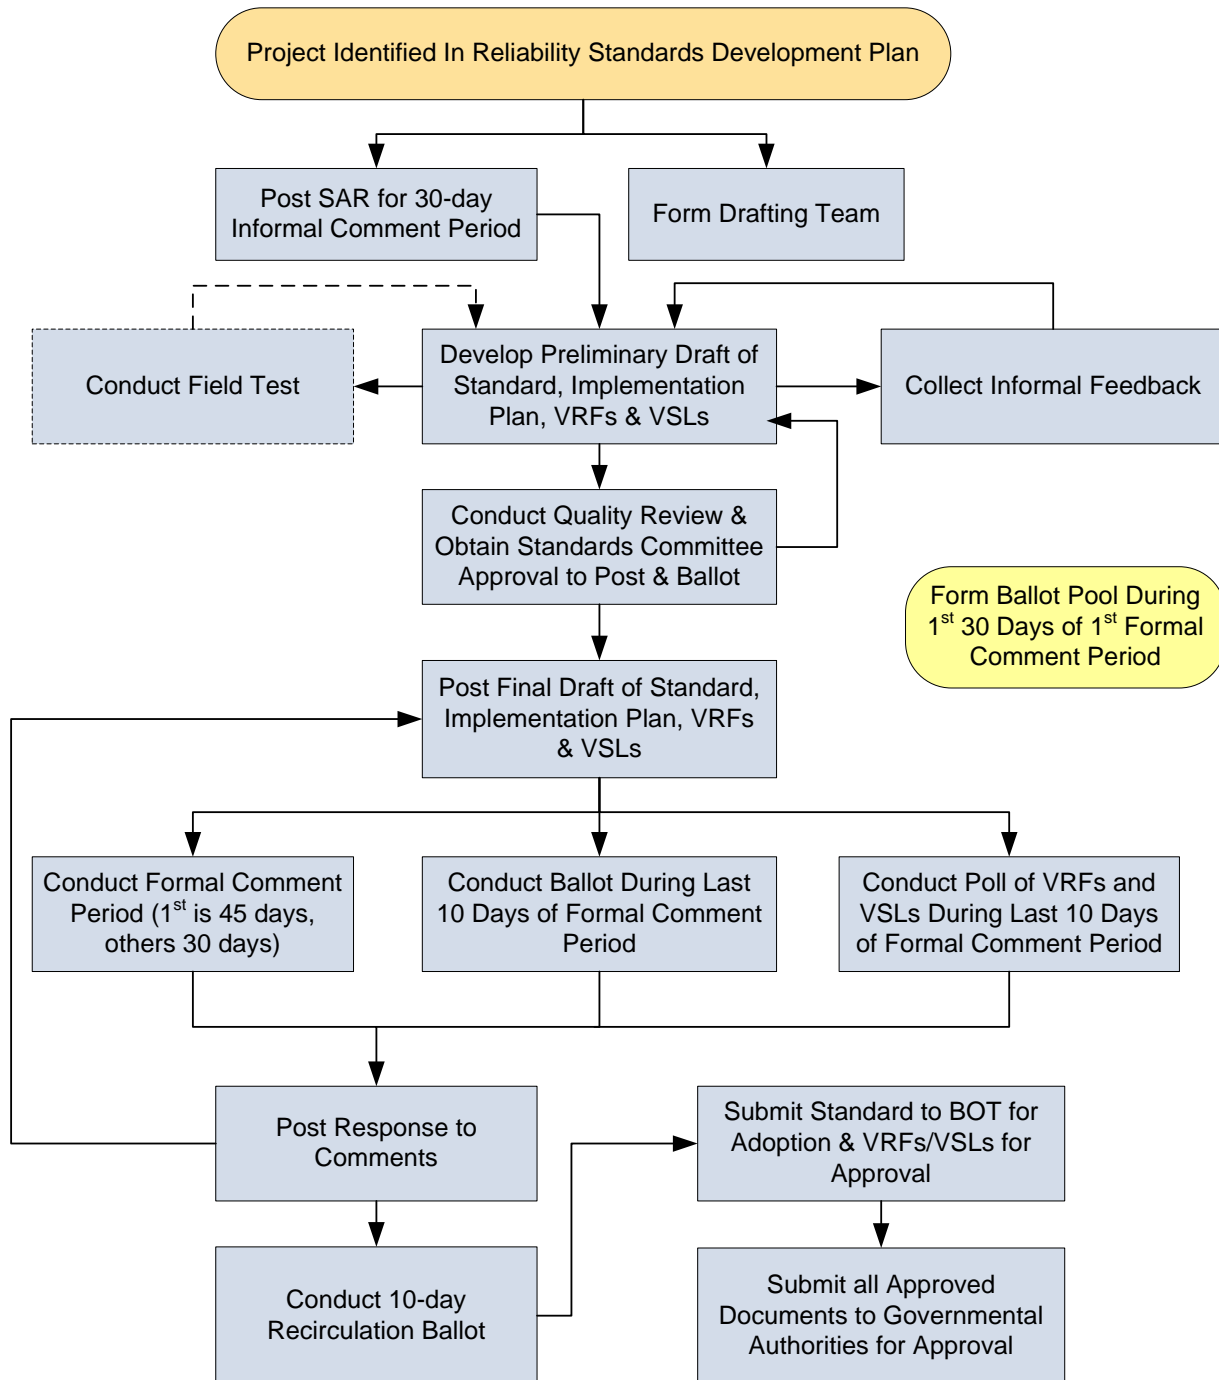 Project Identified In Reliability Standards Development Plan
Post SAR for 30-day
Informal Comment Period
Form Drafting Team
Conduct Field Test
Develop Preliminary Draft of
Standard, Implementation
Plan, VRFs & VSLs
Collect Informal Feedback
Conduct Quality Review &
Obtain Standards Committee
Approval to Post & Ballot
Form Ballot Pool During
1st 30 Days of 1st Formal
Comment Period
Post Final Draft of Standard,
Implementation Plan, VRFs
& VSLs
Conduct Formal Comment
Period (1st is 45 days,
others 30 days)
Conduct Ballot During Last
10 Days of Formal Comment
Period
Conduct Poll of VRFs and
VSLs During Last 10 Days
of Formal Comment Period
Post Response to
Comments
Submit Standard to BOT for
Adoption & VRFs/VSLs for
Approval
Conduct 10-day
Recirculation Ballot
Submit all Approved
Documents to Governmental
Authorities for Approval